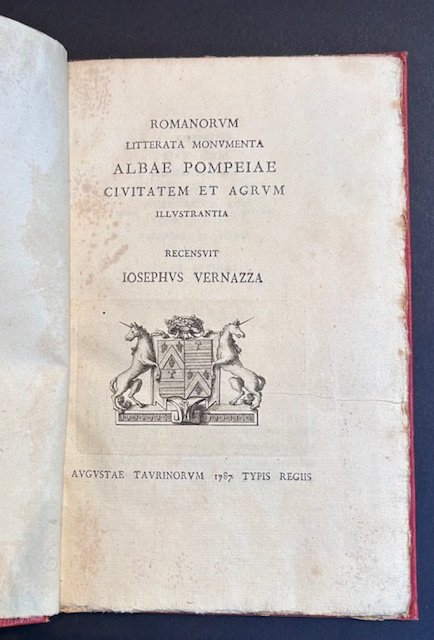 ROMANORVM
LITTERATA MONVMENTA
ALBAE POMPEIAE
CIVITATEM ET AGRVM
ILLVSTRANTIA
RECENSVIT
IOSEPHVS VERNAZZA
AVGVSTAE TAVRINORVM 1787. TYPIS REGIIS